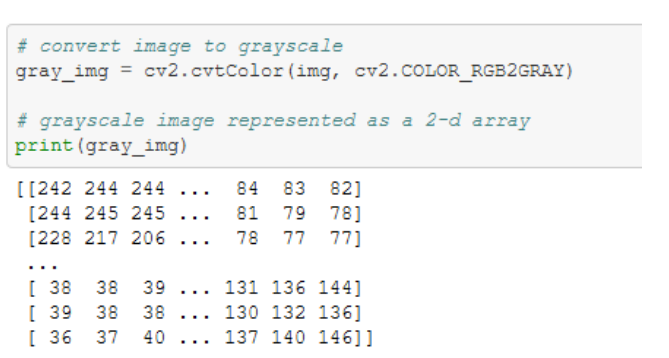 # convert image to grayscale
gray_img = cv2.cvtColor(img, cv2.COLOR_RGB2GRAY)
# grayscale image represented as a 2-d array
print(gray_img)
[[242 244 244 ...  84  83  82]
 [244 245 245 ...  81  79  78]
 [228 217 206 ...  78  77  77]
 ...
 [ 38  38  39 ... 131 136 144]
 [ 39  38  38 ... 130 132 136]
 [ 36  37  40 ... 137 140 146]]